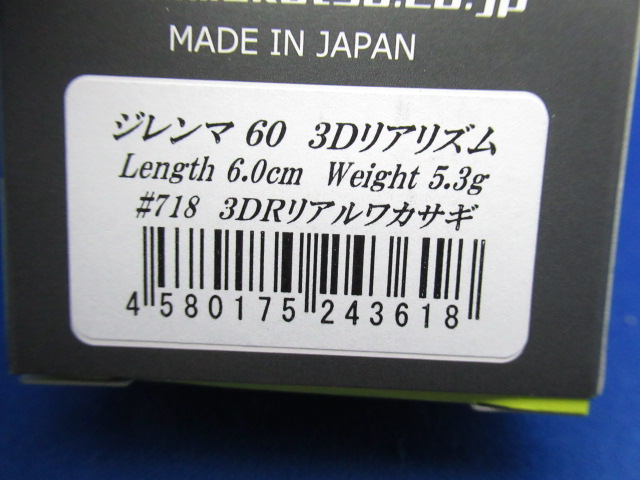 MADE IN JAPAN
ジレンマ 60 3Dリアリズム
Length 6.0cm Weight 5.3g
#718 3DRリアルワカサギ
4 580175 243618